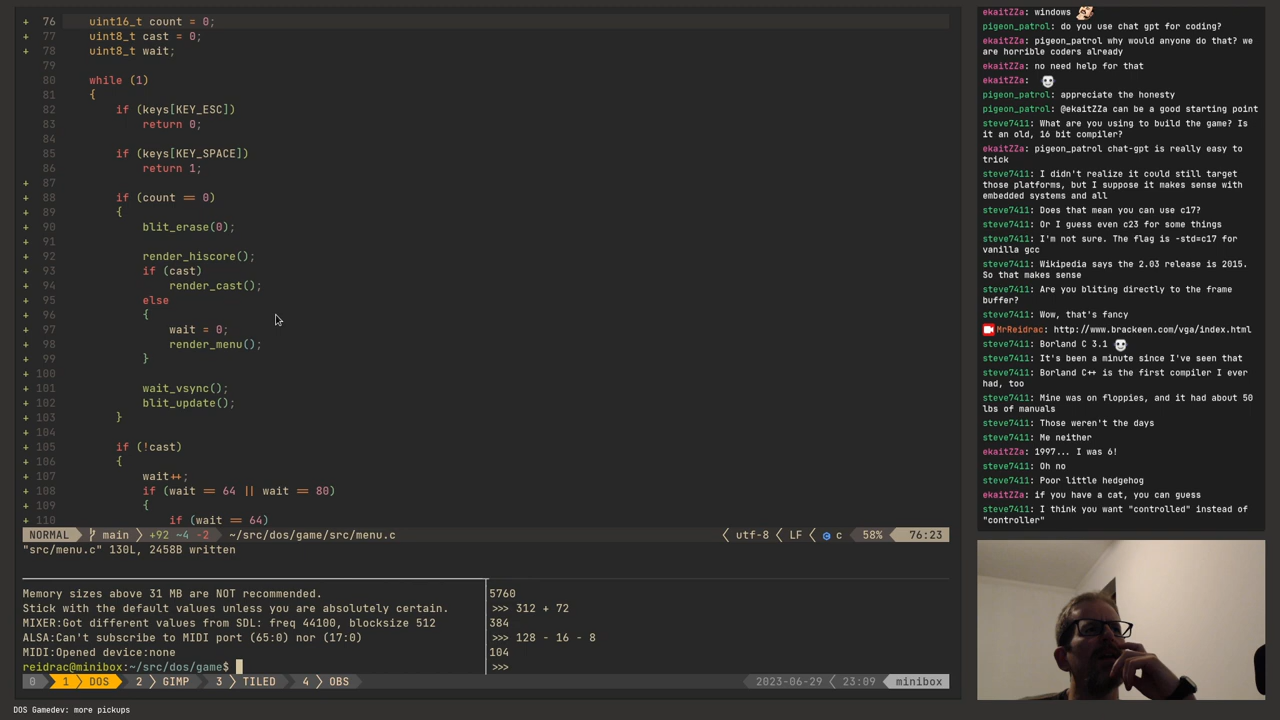 + 76 uint16_t count = 0;
+ 77 uint8_t cast = 0;
+ 78 uint8_t wait;
79
80 while (1)
81 {
82 if (keys[KEY_ESC])
83 return 0;
84
85 if (keys[KEY_SPACE])
86 return 1;
+ 87
+ 88 if (count == 0)
+ 89 {
+ 90 blit_erase(0);
+ 91
+ 92 render_hiscore();
+ 93 if (cast)
+ 94 render_cast();
+ 95 else
+ 96 {
+ 97 wait = 0;
+ 98 render_menu();
+ 99 }
+ 100
+ 101 wait_vsync();
+ 102 blit_update();
+ 103 }
+ 104
+ 105 if (!cast)
+ 106 {
+ 107 wait++;
+ 108 if (wait == 64 || wait == 80)
+ 109 {
+ 110 if (wait == 64)
NORMAL main +92 ~4 -2 ~/src/dos/game/src/menu.c utf-8 LF c 58% 76:23
"src/menu.c" 130L, 2458B written
Memory sizes above 31 MB are NOT recommended.
Stick with the default values unless you are absolutely certain.
MIXER:Got different values from SDL: freq 44100, blocksize 512
ALSA:Can't subscribe to MIDI port (65:0) nor (17:0)
MIDI:Opened device:none
reidrac@minibox:~/src/dos/game$
5760
>>> 312 + 72
384
>>> 128 - 16 - 8
104
>>>
0 1 DOS 2 GIMP 3 TILED 4 OBS 2023-06-29 23:09 minibox
DOS Gamedev: more pickups
ekaitZZa: windows
pigeon_patrol: do you use chat gpt for coding?
ekaitZZa: pigeon_patrol why would anyone do that? we
are horrible coders already
ekaitZZa: no need help for that
ekaitZZa:
pigeon_patrol: appreciate the honesty
pigeon_patrol: @ekaitZZa can be a good starting point
steve7411: What are you using to build the game? Is
it an old, 16 bit compiler?
ekaitZZa: pigeon_patrol chat-gpt is really easy to
trick
steve7411: I didn't realize it could still target
those platforms, but I suppose it makes sense with
embedded systems and all
steve7411: Does that mean you can use c17?
steve7411: Or I guess even c23 for some things
steve7411: I'm not sure. The flag is -std=c17 for
vanilla gcc
steve7411: Wikipedia says the 2.03 release is 2015.
So that makes sense
steve7411: Are you bliting directly to the frame
buffer?
steve7411: Wow, that's fancy
MrReidrac: http://www.brackeen.com/vga/index.html
steve7411: Borland C 3.1
steve7411: It's been a minute since I've seen that
steve7411: Borland C++ is the first compiler I ever
had, too
steve7411: Mine was on floppies, and it had about 50
lbs of manuals
steve7411: Those weren't the days
steve7411: Me neither
ekaitZZa: 1997... I was 6!
steve7411: Oh no
steve7411: Poor little hedgehog
ekaitZZa: if you have a cat, you can guess
steve7411: I think you want "controlled" instead of
"controller"